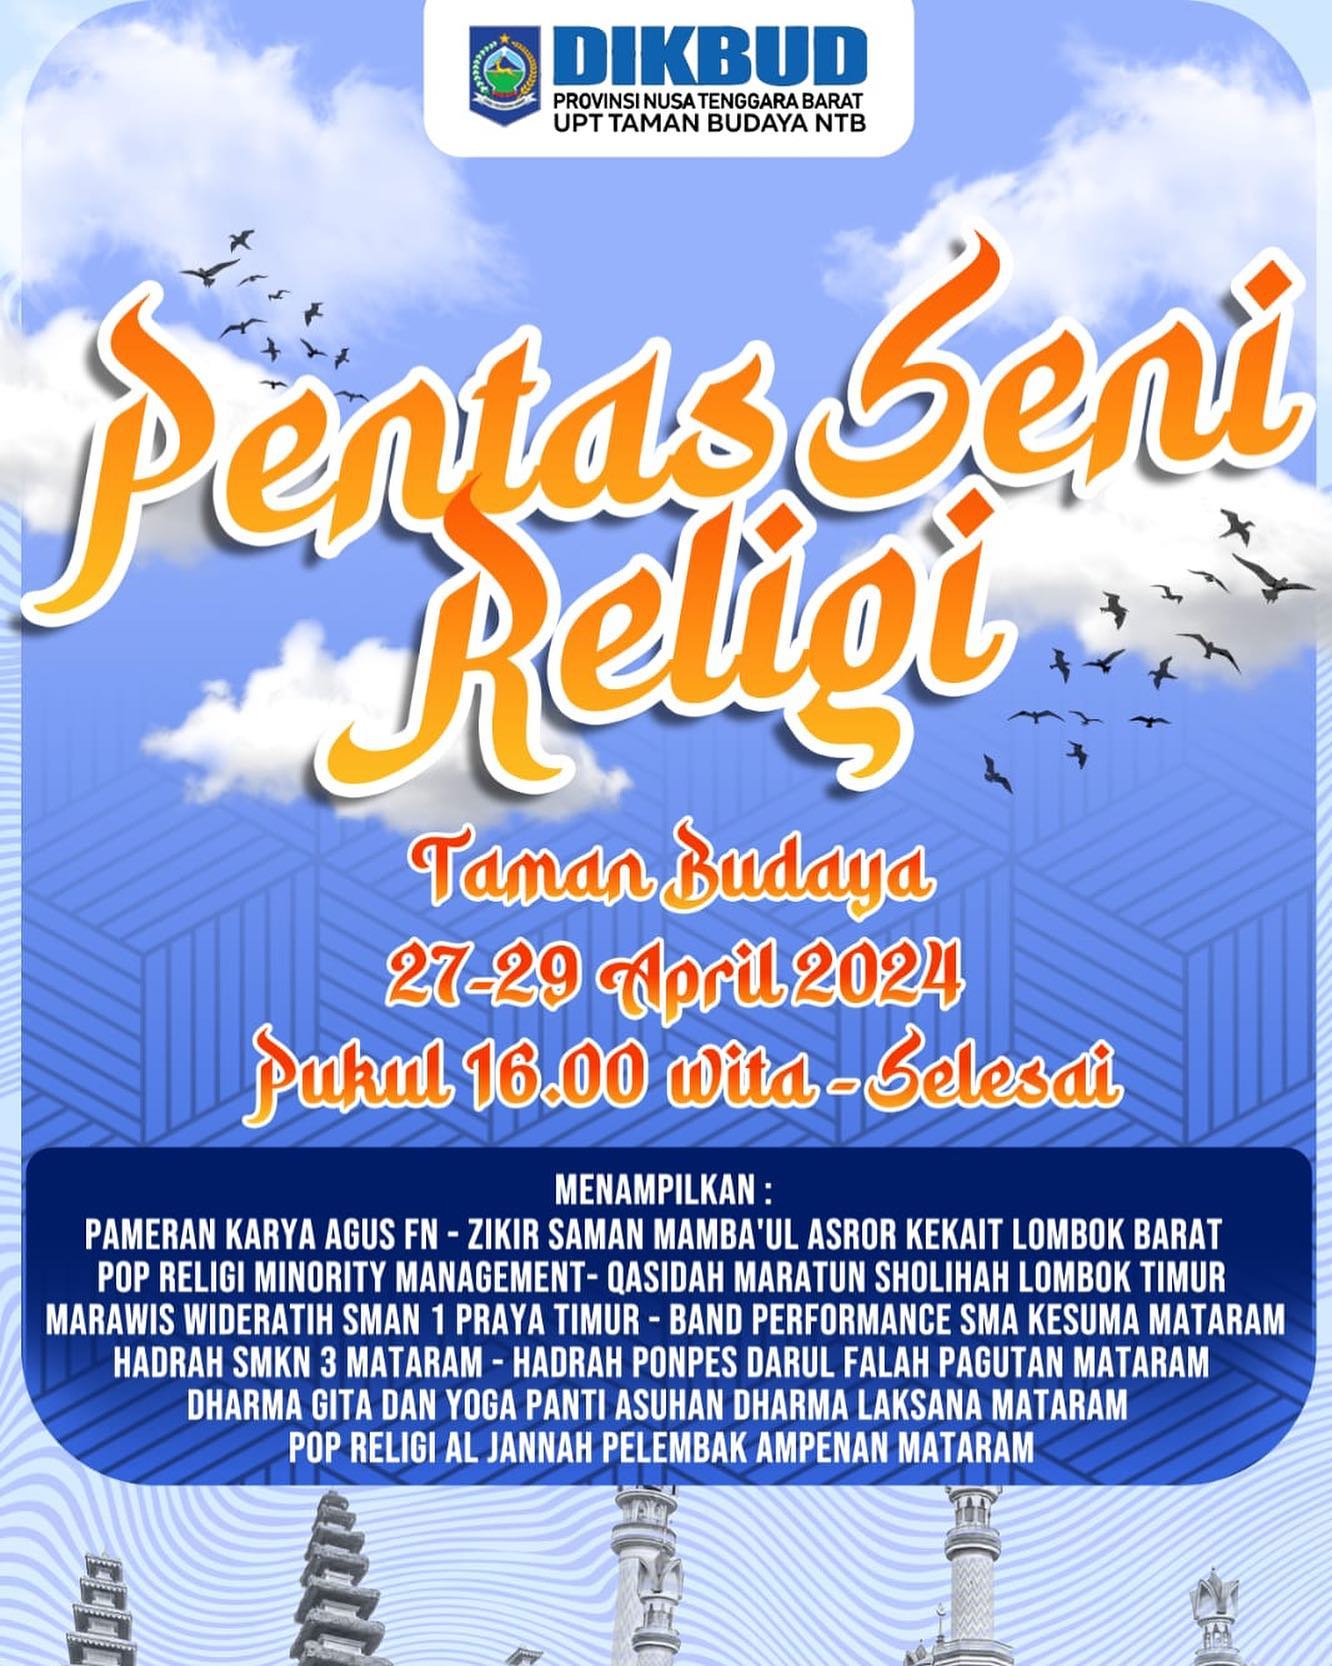 DIKBUD
PROVINSI NUSA TENGGARA BARAT
UPT TAMAN BUDAYA NTB
Pentas Seni
Religi
Taman Budaya
27-29 April 2024
Pukul 16.00 wita - Selesai
MENAMPILKAN :
PAMERAN KARYA AGUS FN - ZIKIR SAMAN MAMBA'UL ASROR KEKAIT LOMBOK BARAT
POP RELIGI MINORITY MANAGEMENT- QASIDAH MARATUN SHOLIHAH LOMBOK TIMUR
MARAWIS WIDERATIH SMAN 1 PRAYA TIMUR - BAND PERFORMANCE SMA KESUMA MATARAM
HADRAH SMKN 3 MATARAM - HADRAH PONPES DARUL FALAH PAGUTAN MATARAM
DHARMA GITA DAN YOGA PANTI ASUHAN DHARMA LAKSANA MATARAM
POP RELIGI AL JANNAH PELEMBAK AMPENAN MATARAM